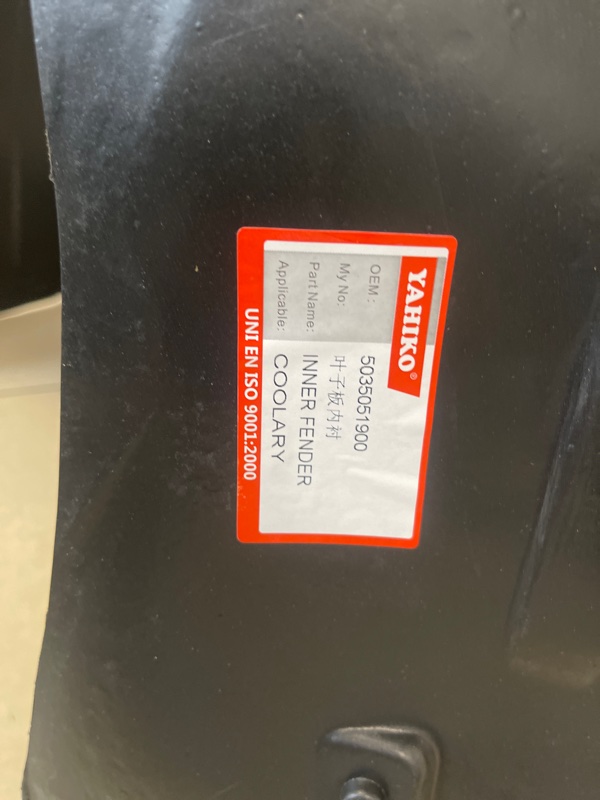 YAHIKO®
OEM: 5035051900
My No: 叶子板内衬
Part Name: INNER FENDER
Applicable: COOLARY
UNI EN ISO 9001:2000